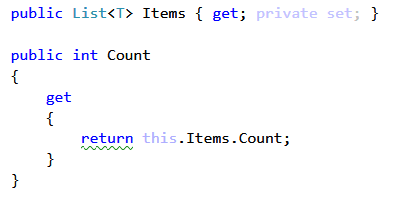 public List<T> Items { get; private set; }
public int Count
{
    get
    {
        return this.Items.Count;
    }
}